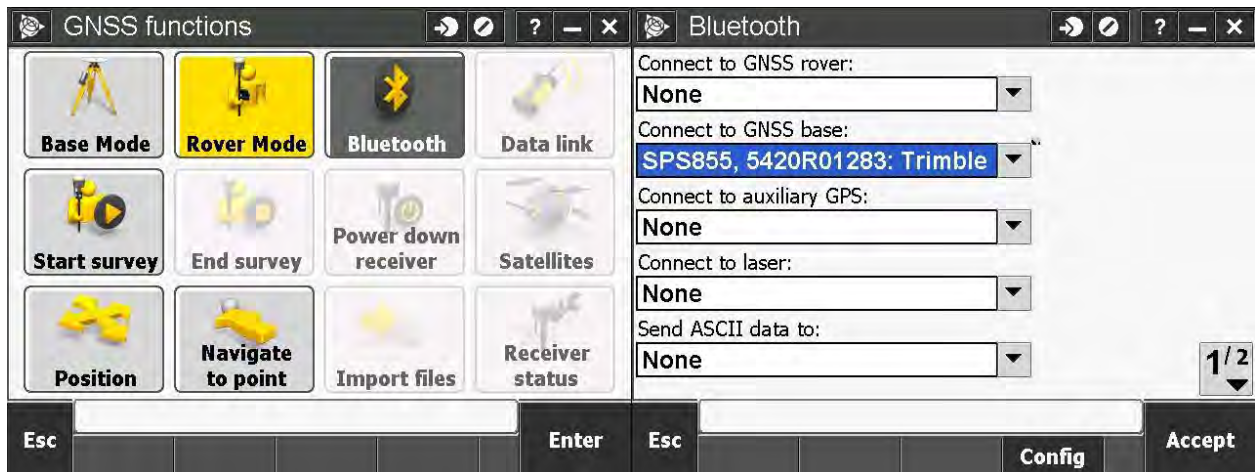 GNSS functions
? – ×
Base Mode
Rover Mode
Bluetooth
Data link
Start survey
End survey
Power down
receiver
Satellites
Position
Navigate
to point
Import files
Receiver
status
Esc
Enter
Bluetooth
? – ×
Connect to GNSS rover:
None
Connect to GNSS base:
SPS855, 5420R01283: Trimble
Connect to auxiliary GPS:
None
Connect to laser:
None
Send ASCII data to:
None
1/2
Esc
Config
Accept